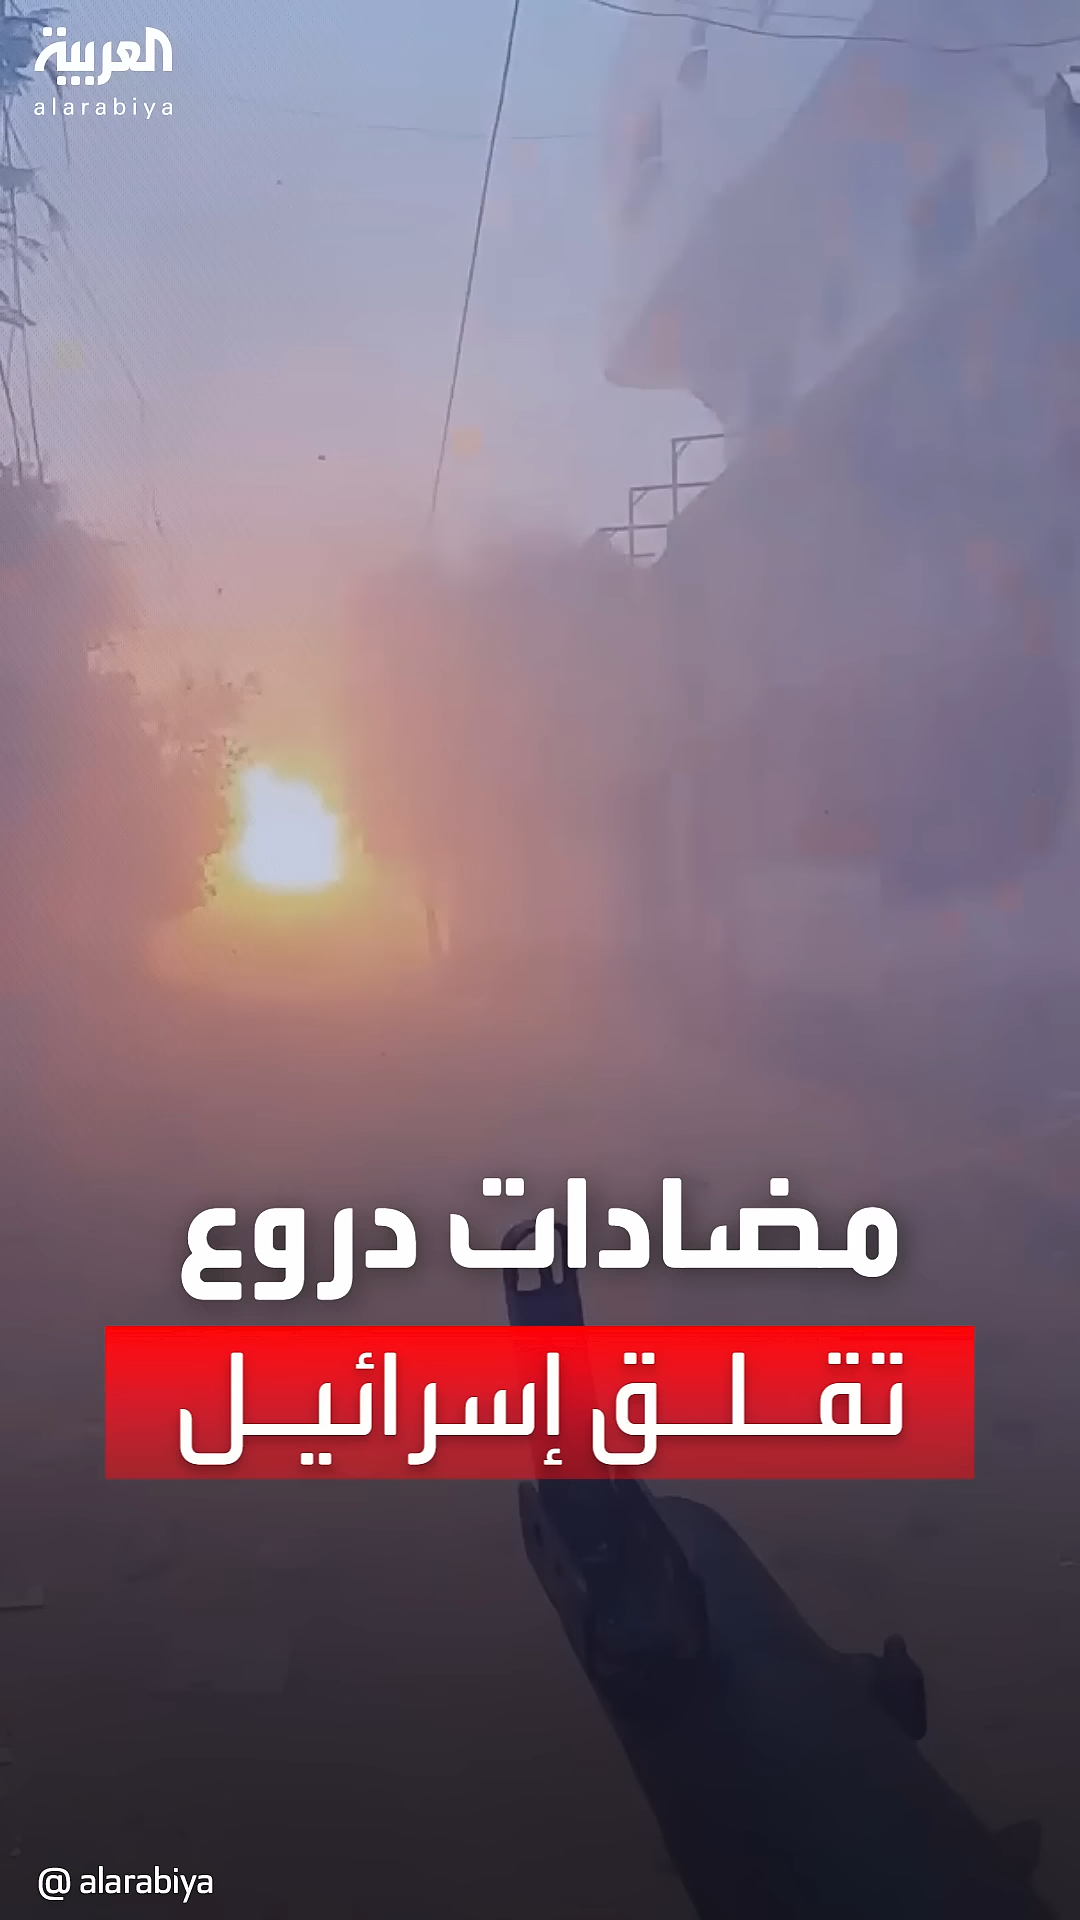 العربية
alarabiya
مضادات دروع
تقلق إسرائيل
@ alarabiya